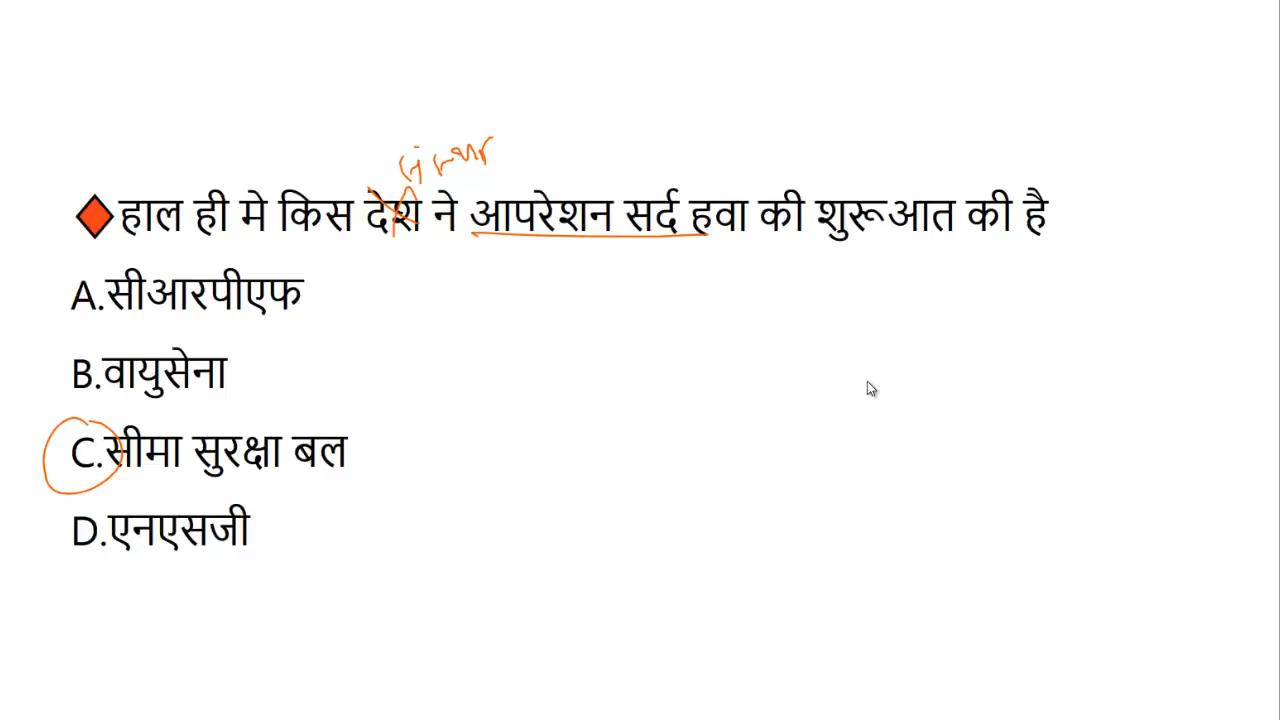 हाल ही मे किस देश ने आपरेशन सर्द हवा की शुरूआत की है
A.सीआरपीएफ
B.वायुसेना
C.सीमा सुरक्षा बल
D.एनएसजी